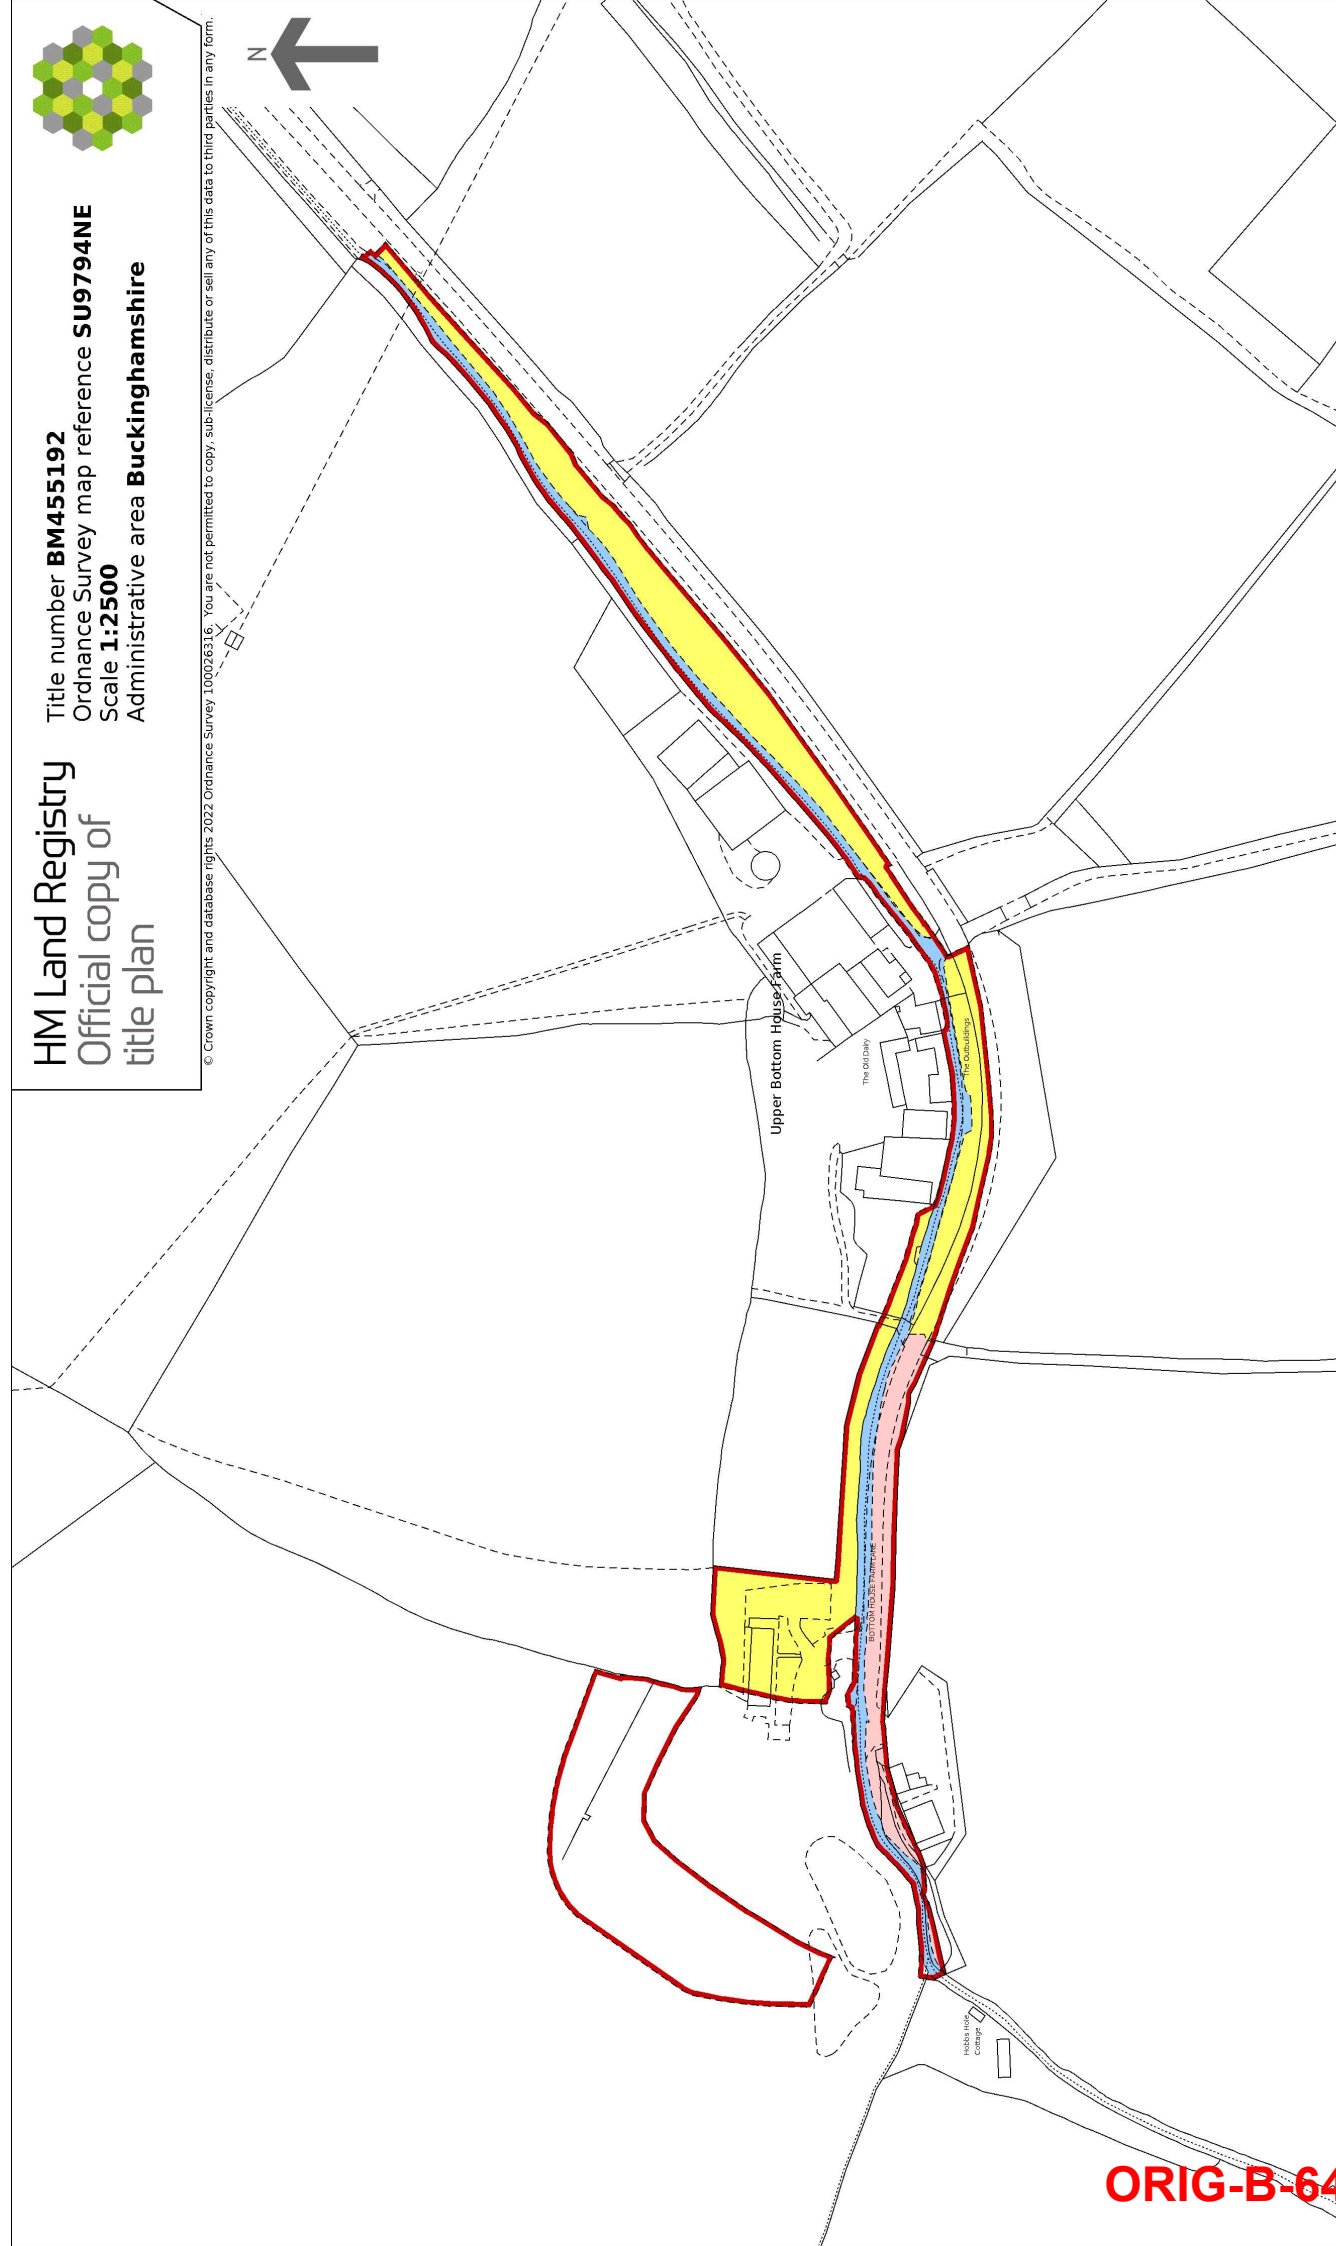 HM Land Registry
Official copy of
title plan
Title number BM455192
Ordnance Survey map reference SU9794NE
Scale 1:2500
Administrative area Buckinghamshire
© Crown copyright and database rights 2022 Ordnance Survey 100026316. You are not permitted to copy, sub-license, distribute or sell any of this data to third parties in any form.
N
Upper Bottom House Farm
The Old Dairy
The Outbuildings
BOTTOM HOUSE FARM LANE
Hobbs Hole
Cottage
ORIG-B-64